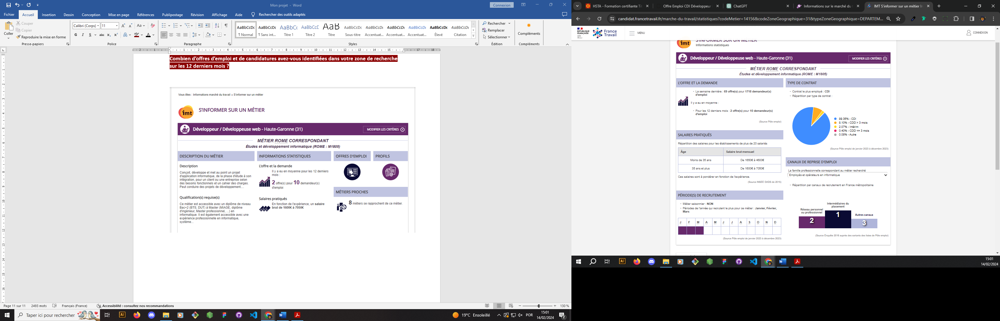 Mon projet - Word
Connexion
Fichier
Accueil
Insertion
Dessin
Conception
Mise en page
Références
Publipostage
Révision
Affichage
Aide
Rechercher des outils adaptés
Coller
Couper
Copier
Reproduire la mise en forme
Presse-papiers
Calibri (Corps)
11
Police
Paragraphe
AaBbCcDc
¶ Normal
AaBbCcDc
¶ Sans int...
AaBbCc
Titre 1
AaBbCcC
Titre 2
AaB
Titre
AaBbCcDc
Sous-titre
AaBbCcDc
Accentuat...
AaBbCcDc
Accentuat...
AaBbCcDc
Accentuat...
AaBbCcDc
Élevé
AaBbCcDc
Citation
Styles
Rechercher
Remplacer
Sélectionner
Édition
Compléments
Compléments
Combien d’offres d’emploi et de candidatures avez-vous identifiées dans votre zone de recherche
sur les 12 derniers mois ?
Vous êtes : Informations marché du travail » S'informer sur un métier
imt
S'INFORMER SUR UN MÉTIER
Développeur / Développeuse web - Haute-Garonne (31)
MODIFIER LES CRITÈRES
MÉTIER ROME CORRESPONDANT
Études et développement informatique (ROME : M1805)
DESCRIPTION DU MÉTIER
Description
Conçoit, développe et met au point un projet
d'application informatique, de la phase d'étude à son
intégration, pour un client ou une entreprise selon
des besoins fonctionnels et un cahier des charges.
Peut conduire des projets de développement....
Qualification(s) requise(s)
Ce métier est accessible avec un diplôme de niveau
Bac+2 (BTS, DUT) à Master (MIAGE, diplôme
d'ingénieur, Master professionnel, ...) en
informatique. Il est également accessible avec une
expérience professionnelle en informatique,
système...
INFORMATIONS STATISTIQUES
L'offre et la demande
Il y a eu en moyenne pour les 12 derniers
mois :
2 offre(s) pour 10 demandeur(s)
d'emploi
Salaires pratiqués
En fonction de l'expérience, un salaire
brut de 1600€ à 7050€
OFFRES D'EMPLOI
PROFILS
MÉTIERS PROCHES
8 métiers se rapprochent de ce métier.
Page 11 sur 11
2493 mots
Français (France)
Accessibilité : consultez nos recommandations
130 %
Taper ici pour rechercher
19°C Ensoleillé
POR
15:01
14/02/2024
HSTA - Formation certifiante Ti
Offre Emploi CDI Développeur
ChatGPT
Informations sur le marché du
IMT S'informer sur un métier In
candidat.francetravail.fr/marche-du-travail/statistiques?codeMetier=14156&codeZoneGeographique=31&typeZoneGeographique=DEPARTEM...
RÉPUBLIQUE
FRANÇAISE
France
Travail
MENU
CONNEXION
imt
S'INFORMER SUR UN MÉTIER
Informations statistiques
Développeur / Développeuse web - Haute-Garonne (31)
MODIFIER LES CRITÈRES
MÉTIER ROME CORRESPONDANT
Études et développement informatique (ROME : M1805)
L'OFFRE ET LA DEMANDE
- La semaine dernière : 69 offre(s) pour 1718 demandeur(s)
d'emploi
Il y a eu en moyenne :
- Pour les 12 derniers mois : 2 offre(s) pour 10 demandeur(s)
d'emploi
(Source Pôle emploi)
SALAIRES PRATIQUÉS
Répartition des salaires pour les établissements de plus de 20 salariés
Âge
Salaire brut mensuel
Moins de 35 ans
De 1650€ à 4600€
35 ans et plus
De 1600€ à 7050€
Ces salaires sont à pondérer en fonction de l'expérience.
(Source INSEE DADS de 2015)
PÉRIODE(S) DE RECRUTEMENT
- Métier saisonnier : NON
- Périodes de l'année qui recrutent le plus pour ce métier : Janvier, Février,
Mars
J F M A M J J A S O N D
(Source Pôle emploi de janvier 2023 à décembre 2023)
TYPE DE CONTRAT
- Contrat le plus employé : CDI
- Répartition par type de contrat :
89.35% - CDI
8.10% - CDD > 3 mois
2.07% - Intérim
0.40% - CDD <= 3 mois
0.08% - Autre
(Source Pôle emploi de janvier 2023 à décembre 2023)
CANAUX DE REPRISE D'EMPLOI
La famille professionnelle correspondant au métier recherché
Employés et opérateurs en informatique
- Répartition par canaux de recrutement en France métropolitaine
Réseau personnel
ou professionnel
2
Intermédiaires du
placement
1
Autres canaux
3
(Source Enquête 2016 auprès des sortants des listes de Pôle emploi)
15:01
14/02/2024